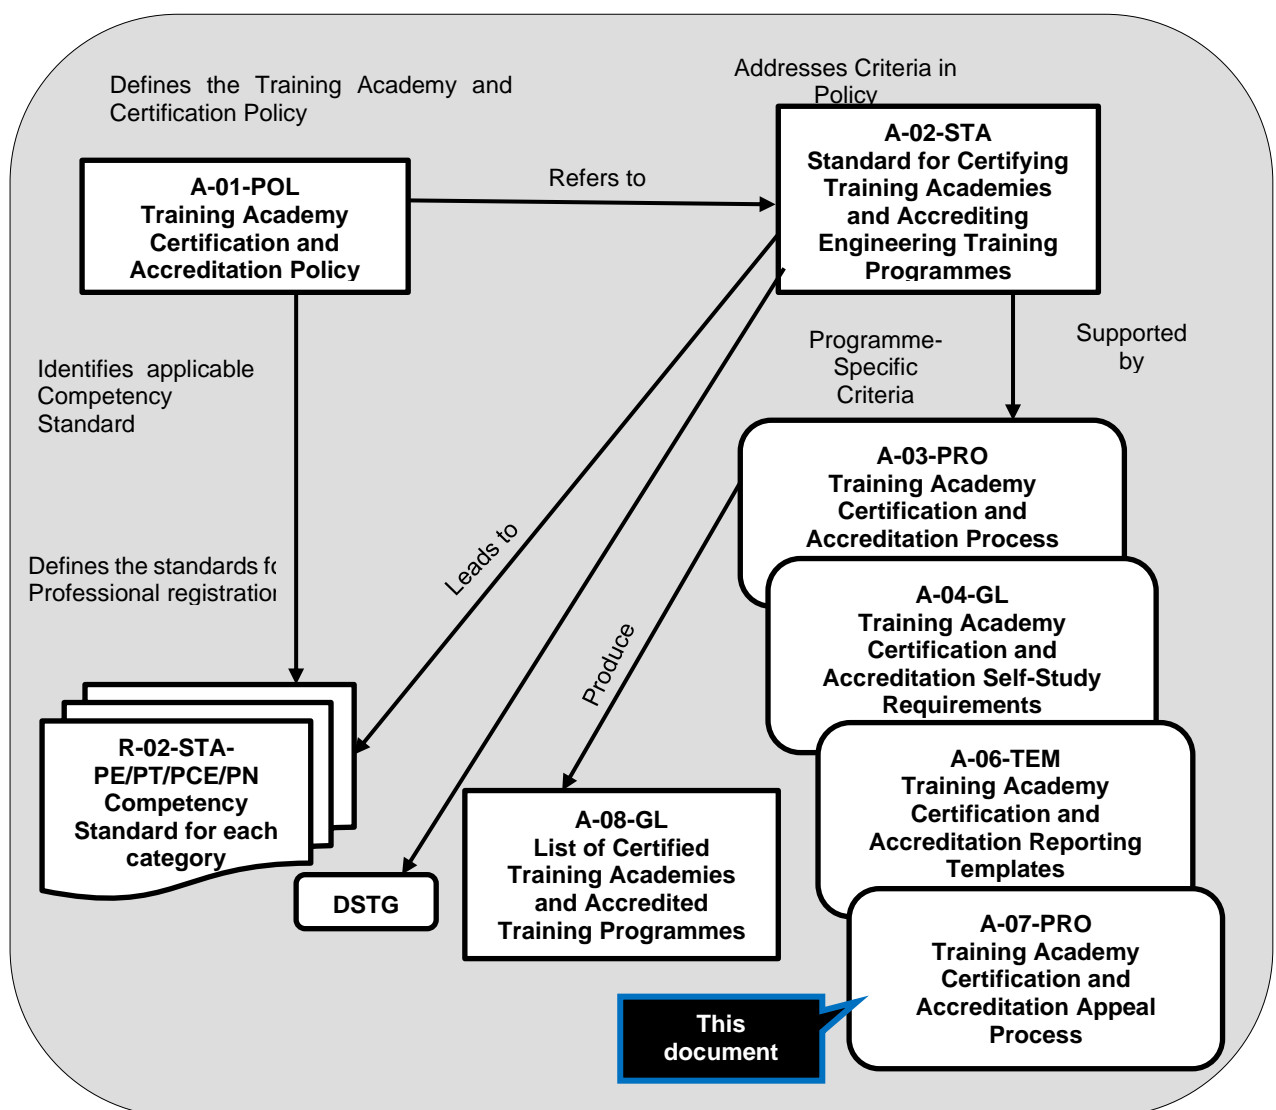 Defines the Training Academy and
Certification Policy
Addresses Criteria in
Policy
A-01-POL
Training Academy
Certification and
Accreditation Policy
Refers to
A-02-STA
Standard for Certifying
Training Academies
and Accrediting
Engineering Training
Programmes
Identifies applicable
Competency
Standard
Programme-
Specific
Criteria
Supported
by
Defines the standards fo
Professional registration
Leads to
Produce
A-03-PRO
Training Academy
Certification and
Accreditation Process
A-04-GL
Training Academy
Certification and
Accreditation Self-Study
Requirements
R-02-STA-
PE/PT/PCE/PN
Competency
Standard for each
category
DSTG
A-08-GL
List of Certified
Training Academies
and Accredited
Training Programmes
A-06-TEM
Training Academy
Certification and
Accreditation Reporting
Templates
A-07-PRO
Training Academy
Certification and
Accreditation Appeal
Process
This
document